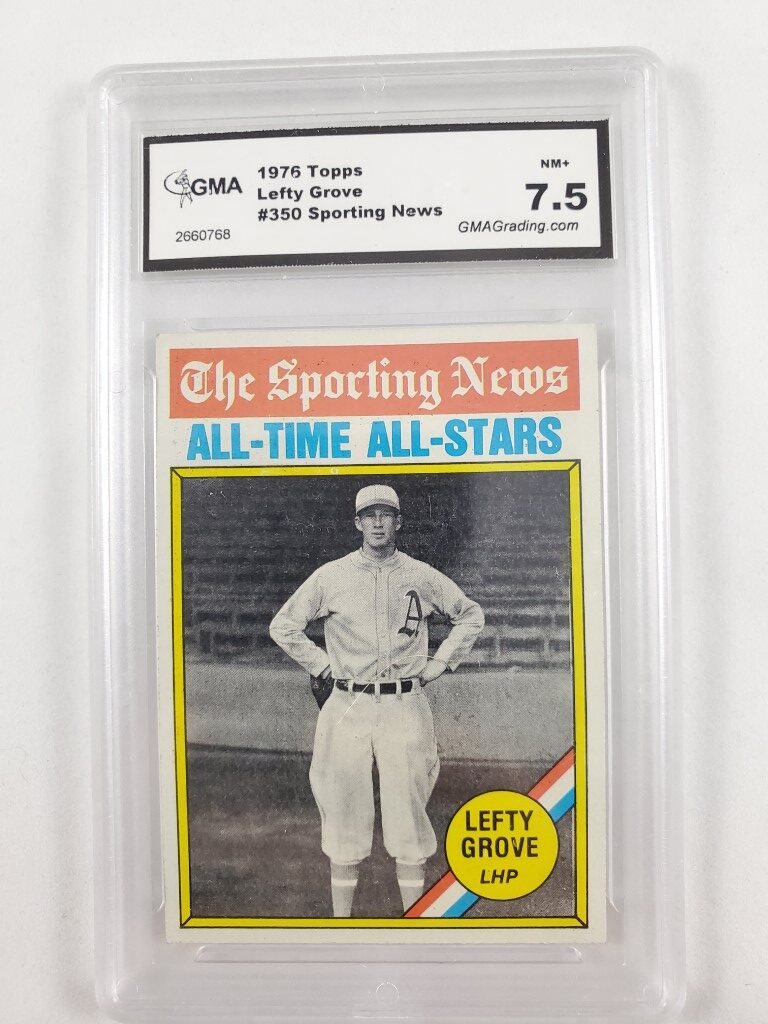 GMA
1976 Topps
Lefty Grove
#350 Sporting News
2660768
NM+
7.5
GMAGrading.com
The Sporting News
ALL-TIME ALL-STARS
A
LEFTY
GROVE
LHP